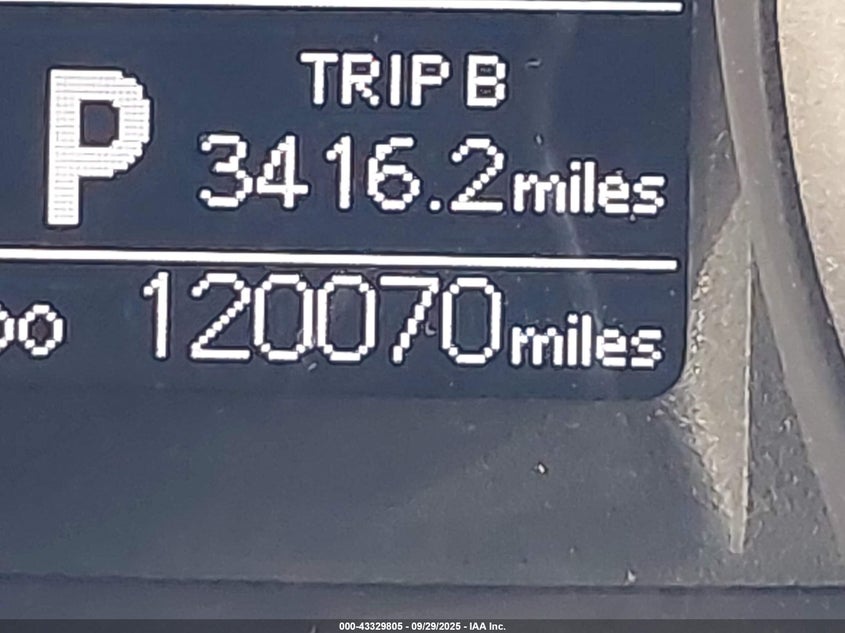 P
TRIP B
3416.2miles
120070miles
000-43329805 - 09/29/2025 - IAA Inc.